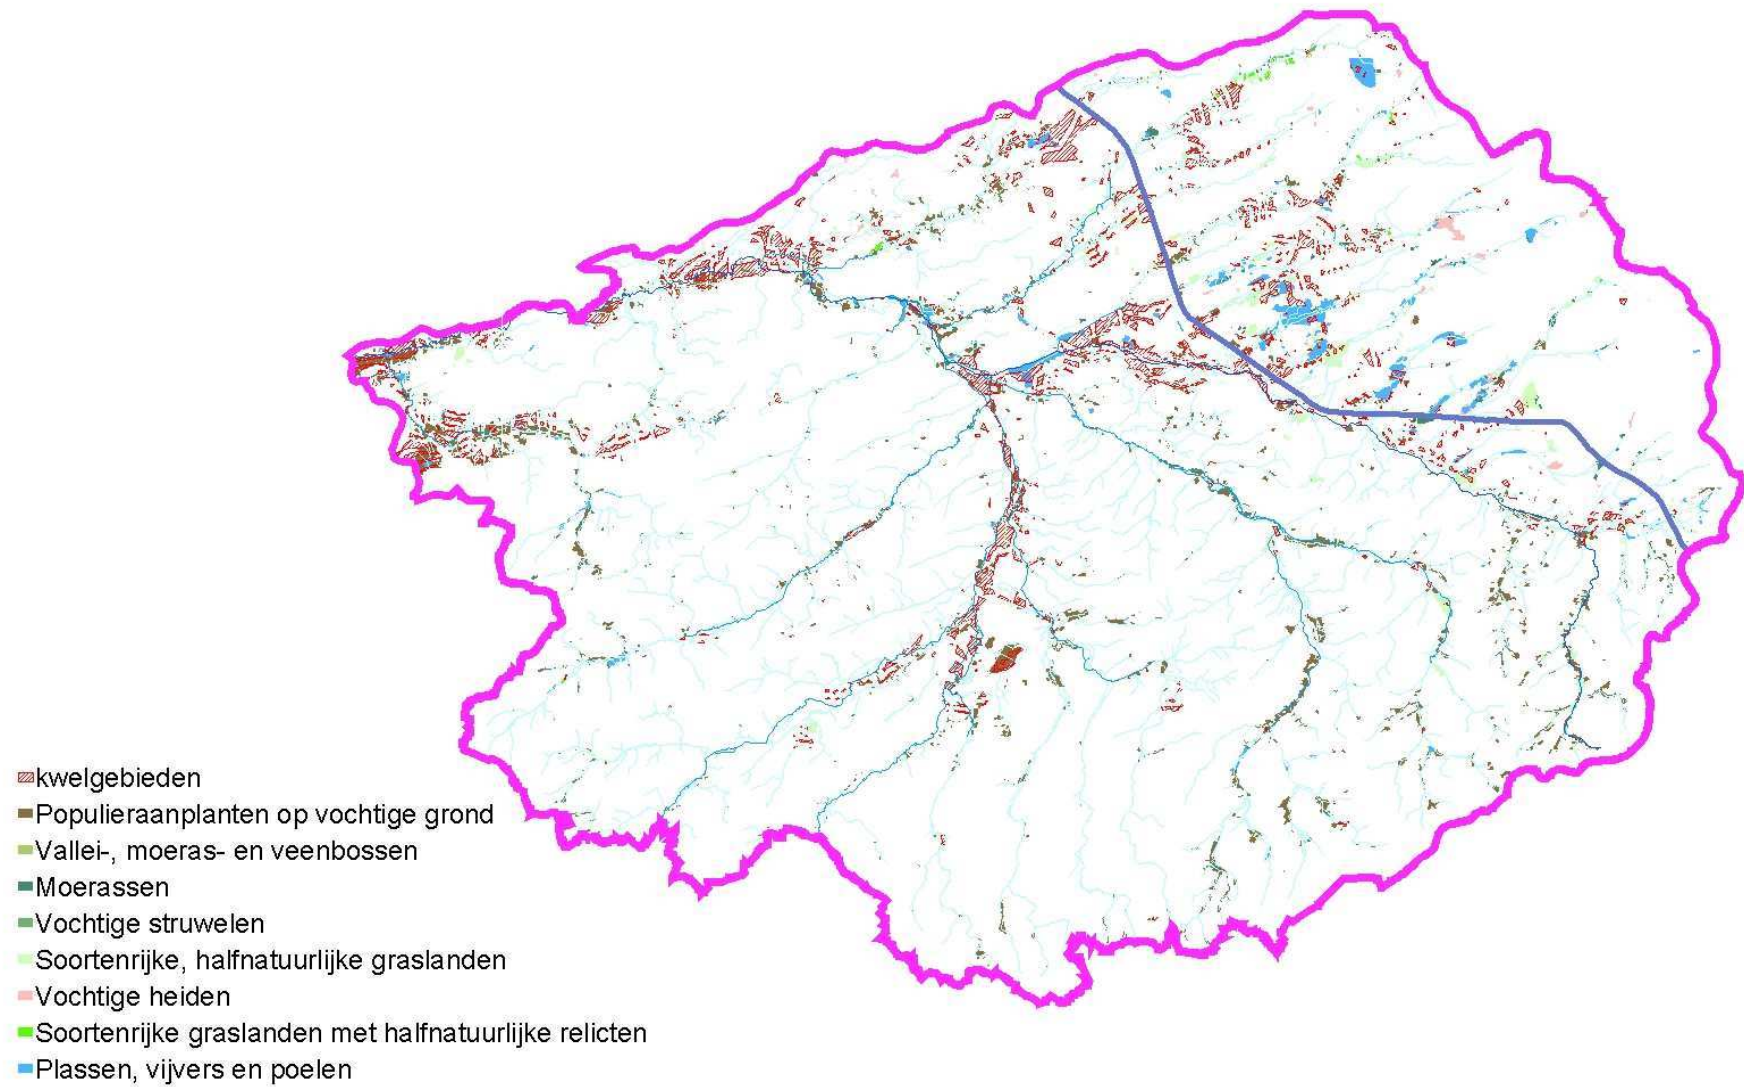 kwelgebieden
Populieraanplanten op vochtige grond
Vallei-, moeras- en veenbossen
Moerassen
Vochtige struwelen
Soortenrijke, halfnatuurlijke graslanden
Vochtige heiden
Soortenrijke graslanden met halfnatuurlijke relicten
Plassen, vijvers en poelen